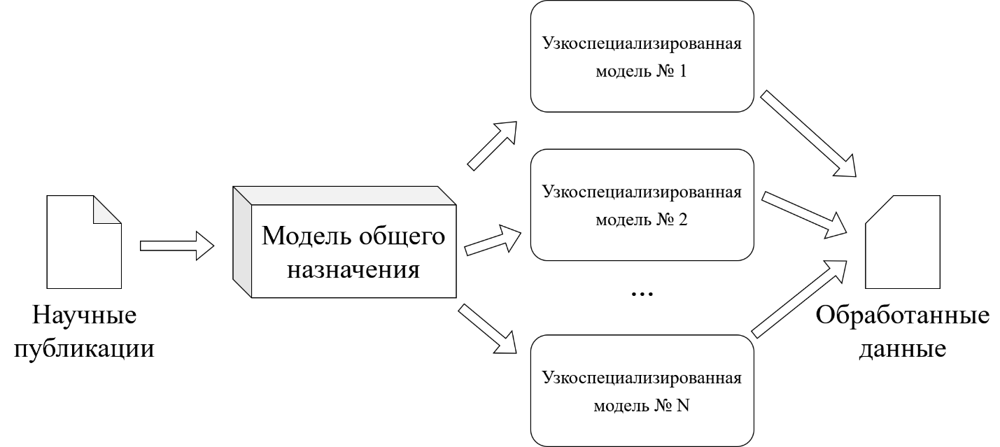 Узкоспециализированная
модель № 1
Узкоспециализированная
модель № 2
Модель общего
назначения
...
Научные
публикации
Обработанные
данные
Узкоспециализированная
модель № N